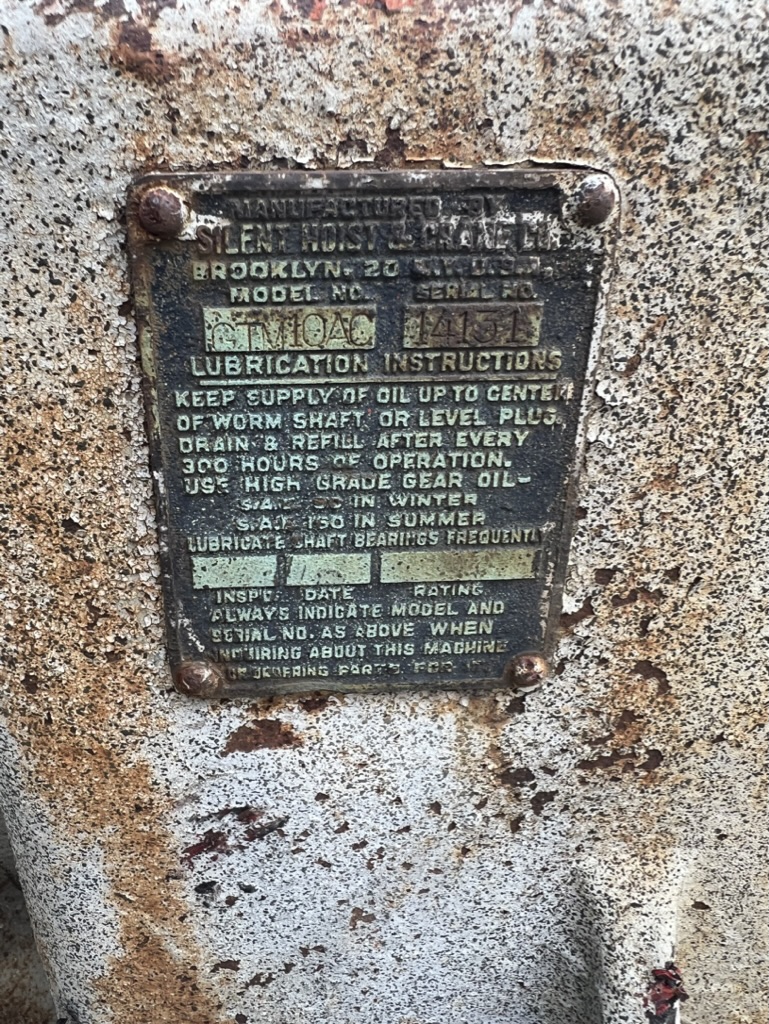 MANUFACTURED BY
SILENT HOIST & CRANE CO.
BROOKLYN. 20 N.Y. U.S.A.
MODEL NO. SERIAL NO.
GTV10AC 14131
LUBRICATION INSTRUCTIONS
KEEP SUPPLY OF OIL UP TO CENTER
OF WORM SHAFT OR LEVEL PLUG.
DRAIN & REFILL AFTER EVERY
300 HOURS OF OPERATION.
USE HIGH GRADE GEAR OIL-
S.A.E. IN WINTER
S.A.E. IN SUMMER
LUBRICATE SHAFT BEARINGS FREQUENTLY
INSP'D. DATE RATING
ALWAYS INDICATE MODEL AND
SERIAL NO. AS ABOVE WHEN
INQUIRING ABOUT THIS MACHINE
OR ORDERING PARTS FOR IT